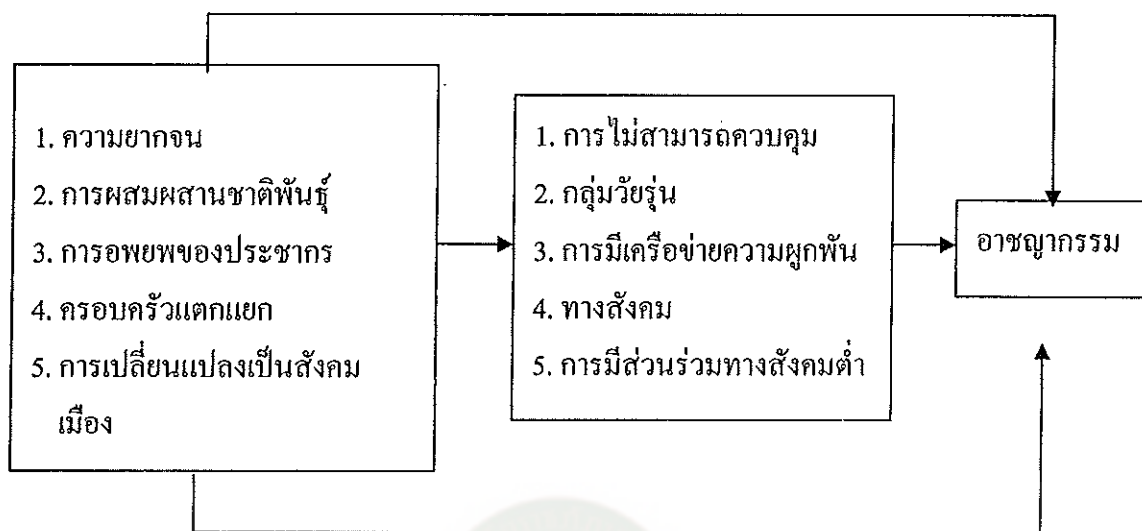 1. ความยากจน
2. การผสมผสานชาติพันธุ์
3. การอพยพของประชากร
4. ครอบครัวแตกแยก
5. การเปลี่ยนแปลงเป็นสังคม
เมือง
1. การไม่สามารถควบคุม
2. กลุ่มวัยรุ่น
3. การมีเครือข่ายความผูกพัน
4. ทางสังคม
5. การมีส่วนร่วมทางสังคมต่ำ
อาชญากรรม